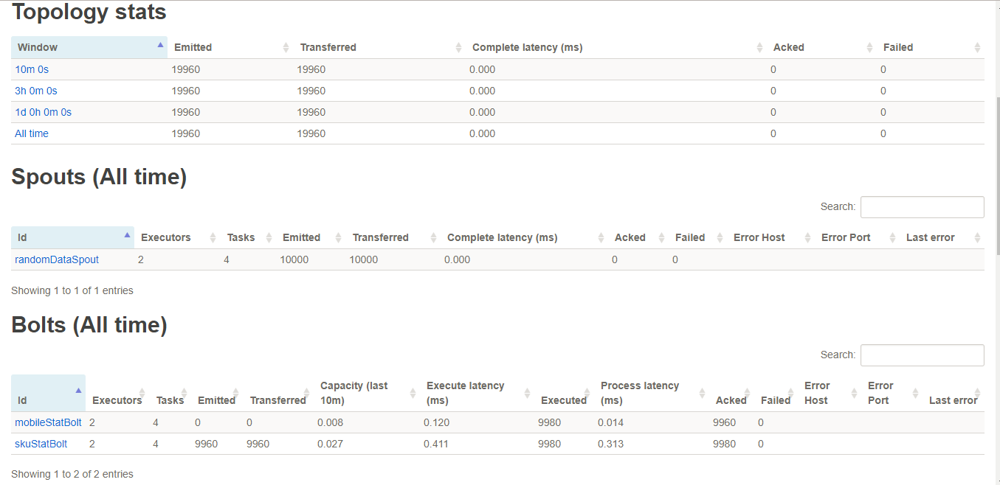 Topology stats
Window Emitted Transferred Complete latency (ms) Acked Failed
10m 0s 19960 19960 0.000 0 0
3h 0m 0s 19960 19960 0.000 0 0
1d 0h 0m 0s 19960 19960 0.000 0 0
All time 19960 19960 0.000 0 0
Spouts (All time)
Search:
Id Executors Tasks Emitted Transferred Complete latency (ms) Acked Failed Error Host Error Port Last error
randomDataSpout 2 4 10000 10000 0.000 0 0
Showing 1 to 1 of 1 entries
Bolts (All time)
Search:
Id Executors Tasks Emitted Transferred Capacity (last 10m) Execute latency (ms) Executed Process latency (ms) Acked Failed Error Host Error Port Last error
mobileStatBolt 2 4 0 0 0.008 0.120 9980 0.014 9960 0
skuStatBolt 2 4 9960 9960 0.027 0.411 9980 0.313 9980 0
Showing 1 to 2 of 2 entries